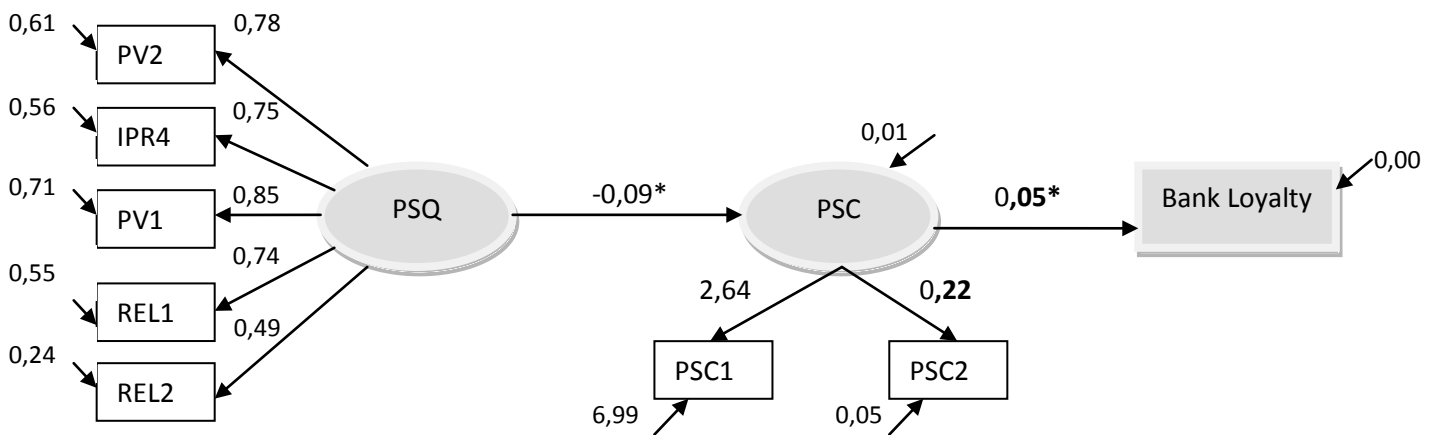 0,61
0,78
PV2
0,56
0,75
IPR4
0,01
0,00
0,71
0,85
PV1
PSQ
-0,09*
PSC
0,05*
Bank Loyalty
0,74
0,55
REL1
0,49
2,64
0,22
0,24
REL2
PSC1
PSC2
6,99
0,05